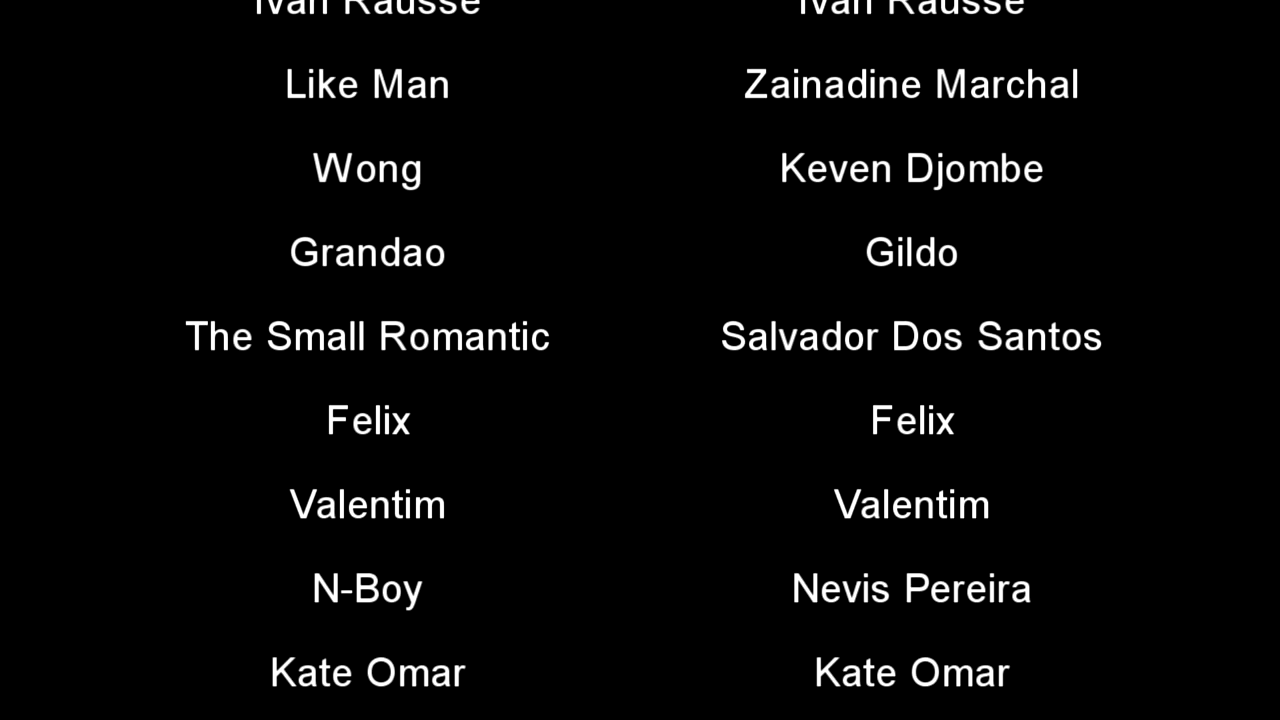 Ivan Rausse Ivan Rausse
Like Man Zainadine Marchal
Wong Keven Djombe
Grandao Gildo
The Small Romantic Salvador Dos Santos
Felix Felix
Valentim Valentim
N-Boy Nevis Pereira
Kate Omar Kate Omar